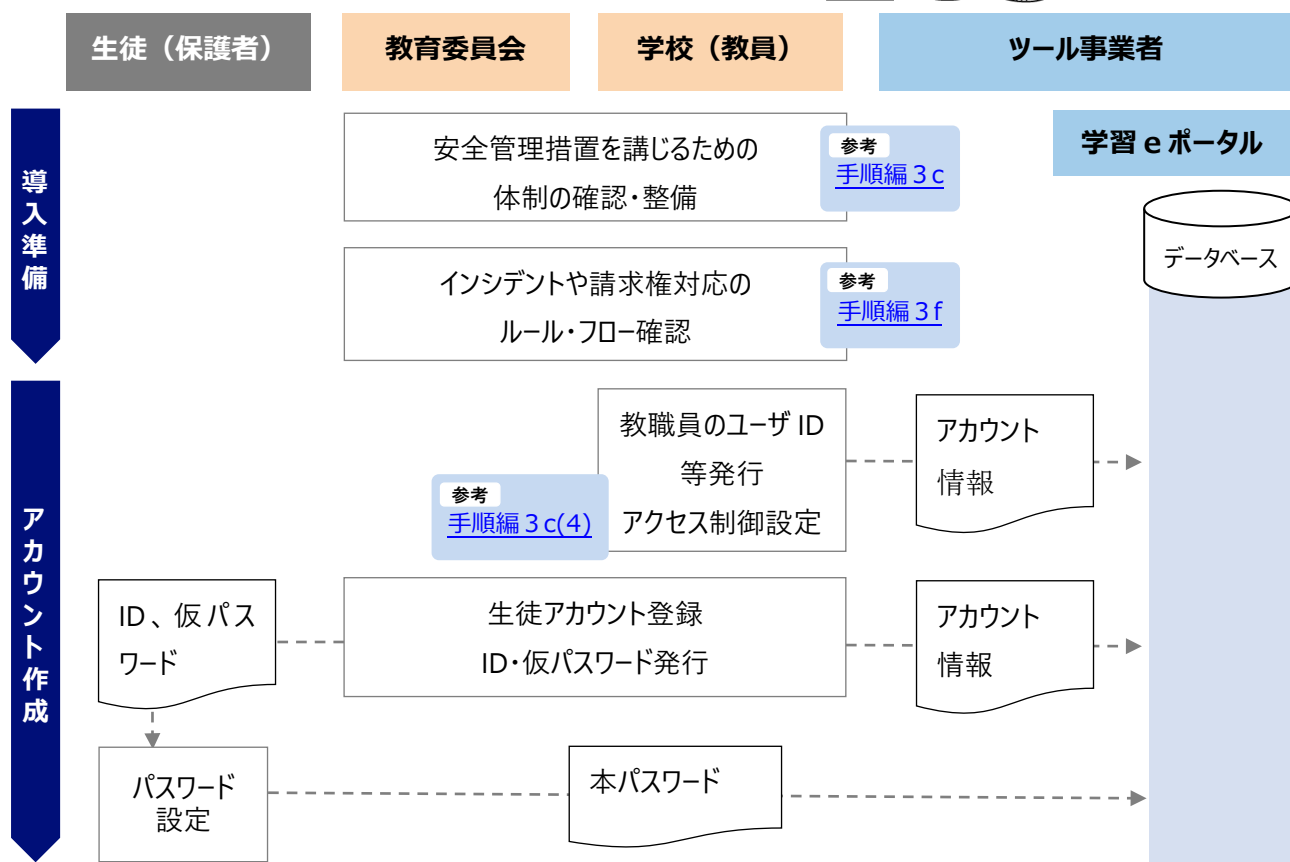 生徒（保護者）
教育委員会
学校（教員）
ツール事業者
学習 e ポータル
データベース
導入準備
安全管理措置を講じるための
体制の確認・整備
参考
手順編３c
インシデントや請求権対応の
ルール・フロー確認
参考
手順編３f
アカウント作成
教職員のユーザ ID
等発行
アクセス制御設定
参考
手順編３c(4)
アカウント
情報
ID、仮パス
ワード
生徒アカウント登録
ID・仮パスワード発行
アカウント
情報
パスワード
設定
本パスワード